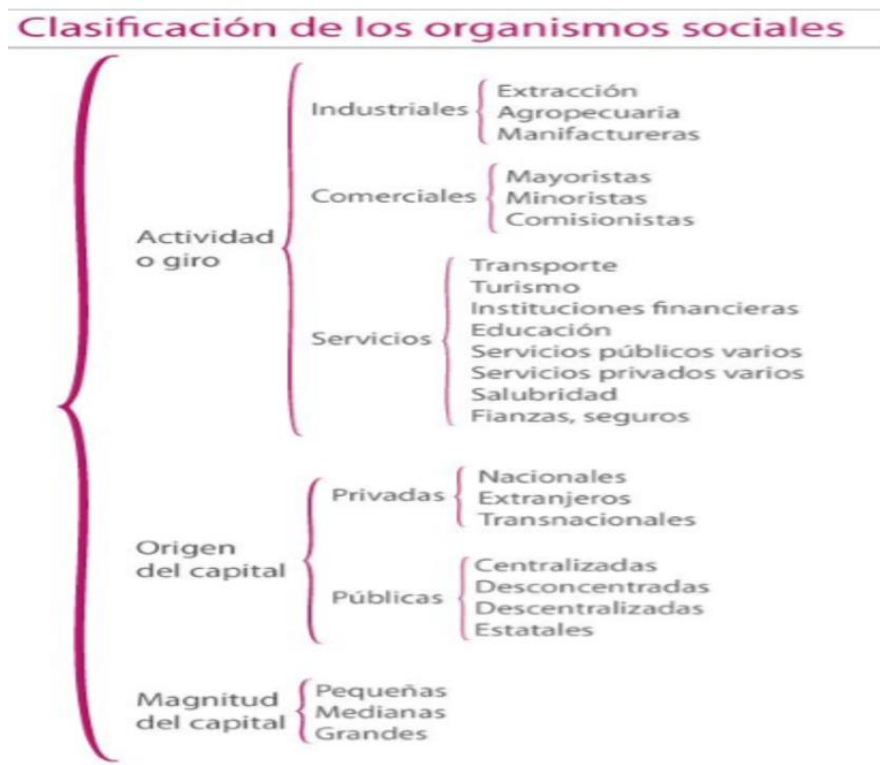 Clasificación de los organismos sociales
Actividad
o giro
Industriales
Extracción
Agropecuaria
Manifactureras
Comerciales
Mayoristas
Minoristas
Comisionistas
Servicios
Transporte
Turismo
Instituciones financieras
Educación
Servicios públicos varios
Servicios privados varios
Salubridad
Fianzas, seguros
Origen
del capital
Privadas
Nacionales
Extranjeros
Transnacionales
Públicas
Centralizadas
Desconcentradas
Descentralizadas
Estatales
Magnitud
del capital
Pequeñas
Medianas
Grandes